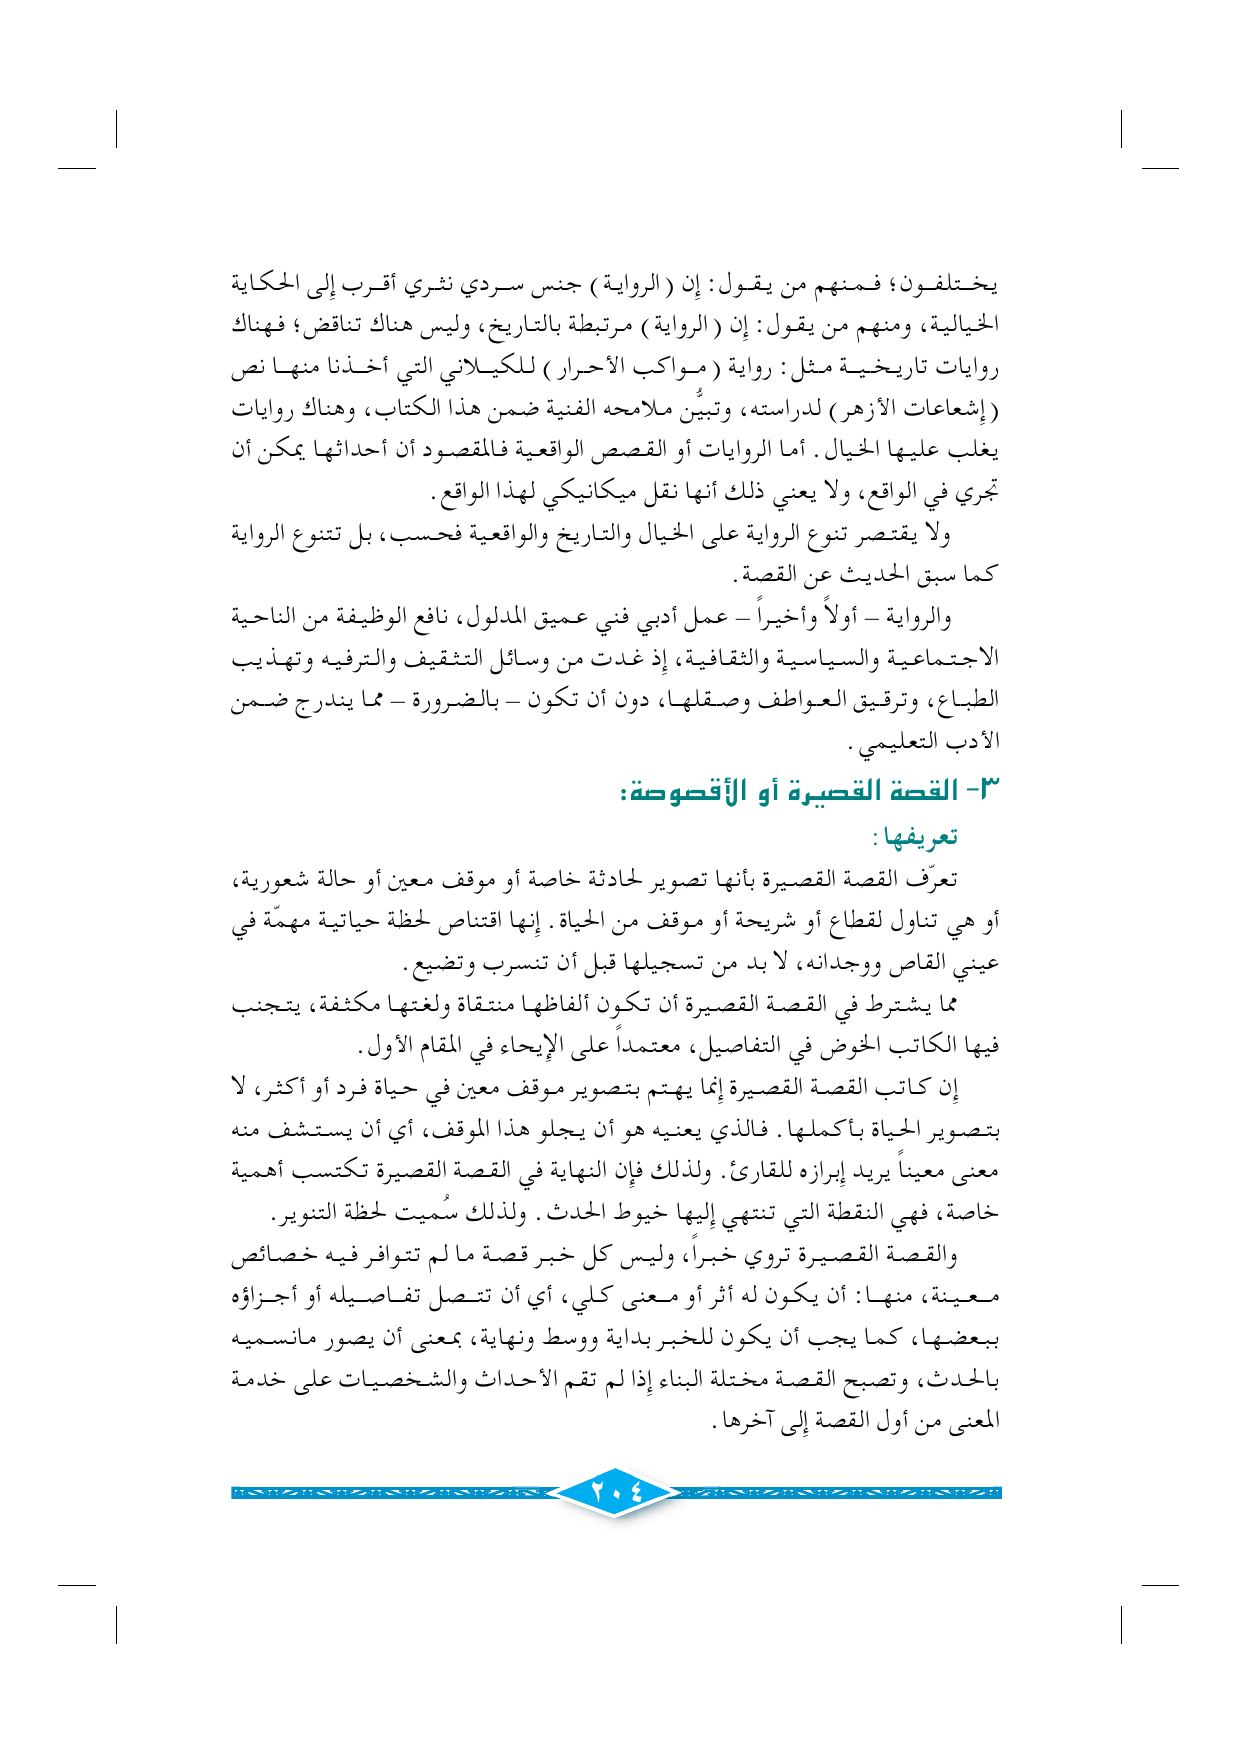 يختلفون؛ فمنهم من يقول: إن (الرواية) جنس سردي نثري أقرب إلى الحكاية
الخيالية، ومنهم من يقول: إن (الرواية) مرتبطة بالتاريخ، وليس هناك تناقض؛ فهناك
روايات تاريخية مثل: رواية (مواكب الأحرار) للكيلاني التي أخذنا منها نص
(إشعاعات الأزهر) لدراسته، وتبيُّن ملامحه الفنية ضمن هذا الكتاب، وهناك روايات
يغلب عليها الخيال. أما الروايات أو القصص الواقعية فالمقصود أن أحداثها يمكن أن
تجري في الواقع، ولا يعني ذلك أنها نقل ميكانيكي لهذا الواقع.
ولا يقتصر تنوع الرواية على الخيال والتاريخ والواقعية فحسب، بل تتنوع الرواية
كما سبق الحديث عن القصة.
والرواية – أولاً وأخيراً – عمل أدبي فني عميق المدلول، نافع الوظيفة من الناحية
الاجتماعية والسياسية والثقافية، إذ غدت من وسائل التثقيف والترفيه وتهذيب
الطباع، وترقيق العواطف وصقلها، دون أن تكون – بالضرورة – مما يندرج ضمن
الأدب التعليمي.
٣- القصة القصيرة أو الأقصوصة:
تعريفها:
تعرّف القصة القصيرة بأنها تصوير لحادثة خاصة أو موقف معين أو حالة شعورية،
أو هي تناول لقطاع أو شريحة أو موقف من الحياة. إنها اقتناص لحظة حياتية مهمّة في
عيني القاص ووجدانه، لا بد من تسجيلها قبل أن تنسرب وتضيع.
مما يشترط في القصة القصيرة أن تكون ألفاظها منتقاة ولغتها مكثفة، يتجنب
فيها الكاتب الخوض في التفاصيل، معتمداً على الإيحاء في المقام الأول.
إن كاتب القصة القصيرة إنما يهتم بتصوير موقف معين في حياة فرد أو أكثر، لا
بتصوير الحياة بأكملها. فالذي يعنيه هو أن يجلو هذا الموقف، أي أن يستشف منه
معنى معيناً يريد إبرازه للقارئ. ولذلك فإن النهاية في القصة القصيرة تكتسب أهمية
خاصة، فهي النقطة التي تنتهي إليها خيوط الحدث. ولذلك سُميت لحظة التنوير.
والقصة القصيرة تروي خبراً، وليس كل خبر قصة ما لم تتوافر فيه خصائص
معينة، منها: أن يكون له أثر أو معنى كلي، أي أن تتصل تفاصيله أو أجزاؤه
ببعضها، كما يجب أن يكون للخبر بداية ووسط ونهاية، بمعنى أن يصور مانسميه
بالحدث، وتصبح القصة مختلة البناء إذا لم تقم الأحداث والشخصيات على خدمة
المعنى من أول القصة إلى آخرها.
٢٠٤